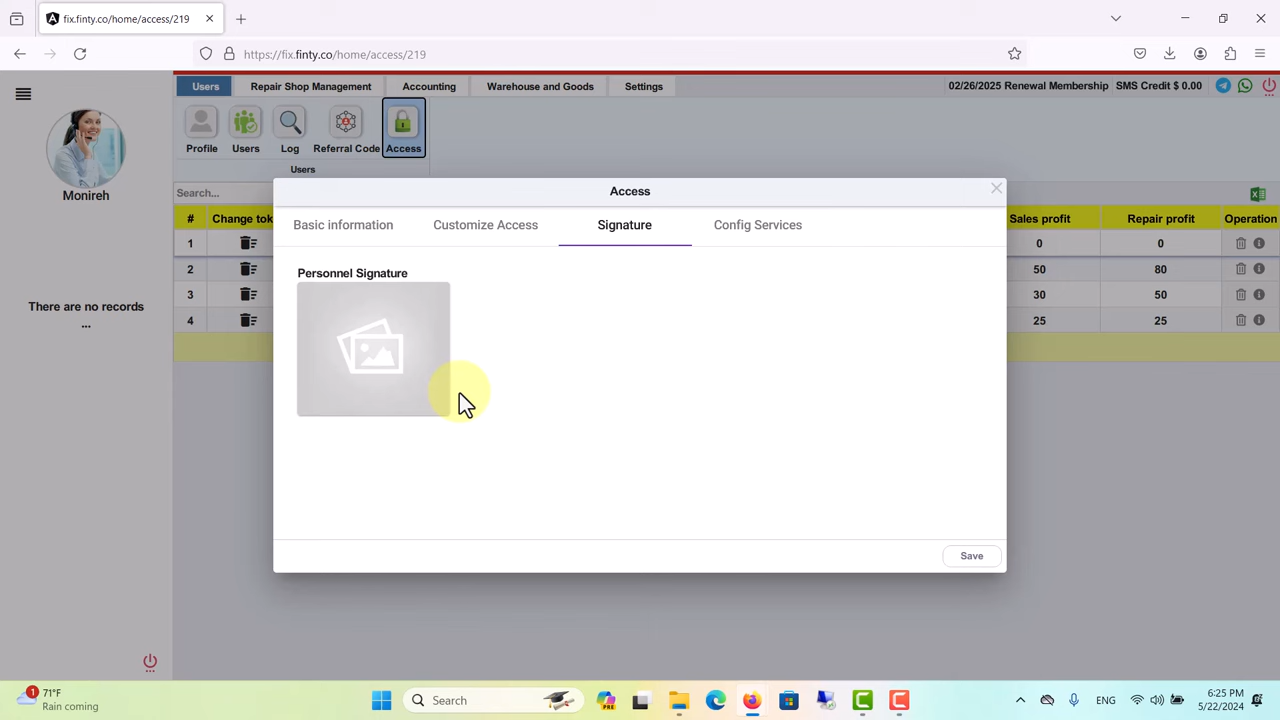 fix.finty.co/home/access/219
https://fix.finty.co/home/access/219
Users
Repair Shop Management
Accounting
Warehouse and Goods
Settings
02/26/2025 Renewal Membership
SMS Credit $ 0.00
Profile
Users
Log
Referral Code
Access
Users
Monireh
There are no records
...
Search...
# Change tok Sales profit Repair profit Operation
1 0 0
2 50 80
3 30 50
4 25 25
Access
Basic information
Customize Access
Signature
Config Services
Personnel Signature
Save
1
71°F
Rain coming
Search
PRE
ENG
6:25 PM
5/22/2024